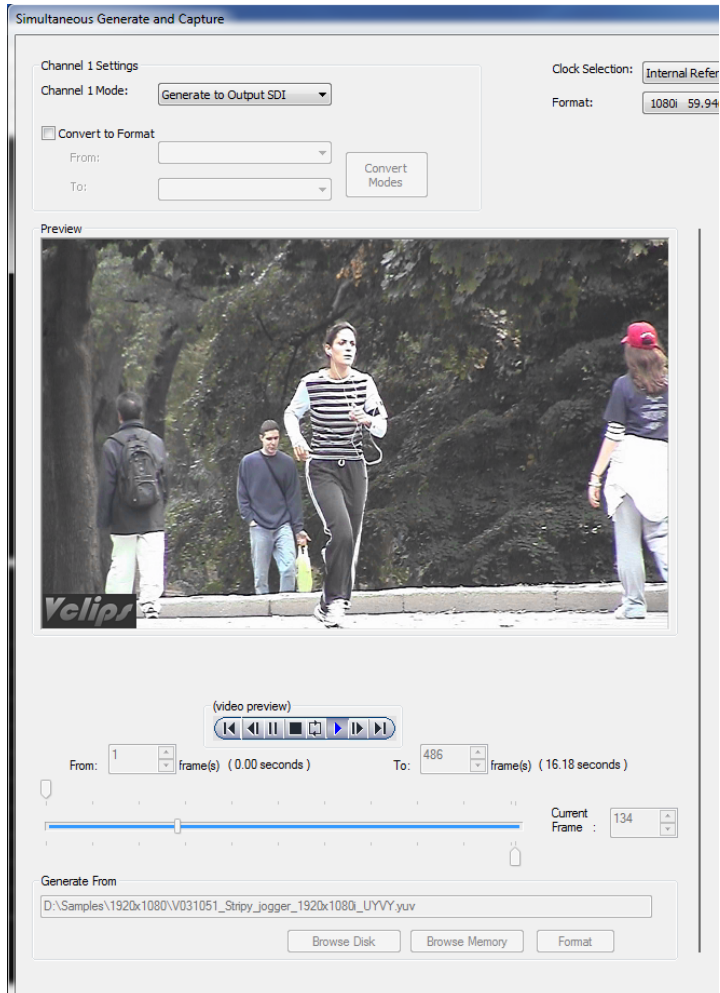 Simultaneous Generate and Capture
Channel 1 Settings
Channel 1 Mode: Generate to Output SDI
Clock Selection: Internal Refer
Format: 1080i 59.94
Convert to Format
From:
To:
Convert
Modes
Preview
Vclips
(video preview)
From: 1 frame(s) ( 0.00 seconds ) To: 486 frame(s) ( 16.18 seconds )
Current
Frame : 134
Generate From
D:\Samples\1920x1080\V031051_Stripy_jogger_1920x1080i_UYVY.yuv
Browse Disk Browse Memory Format